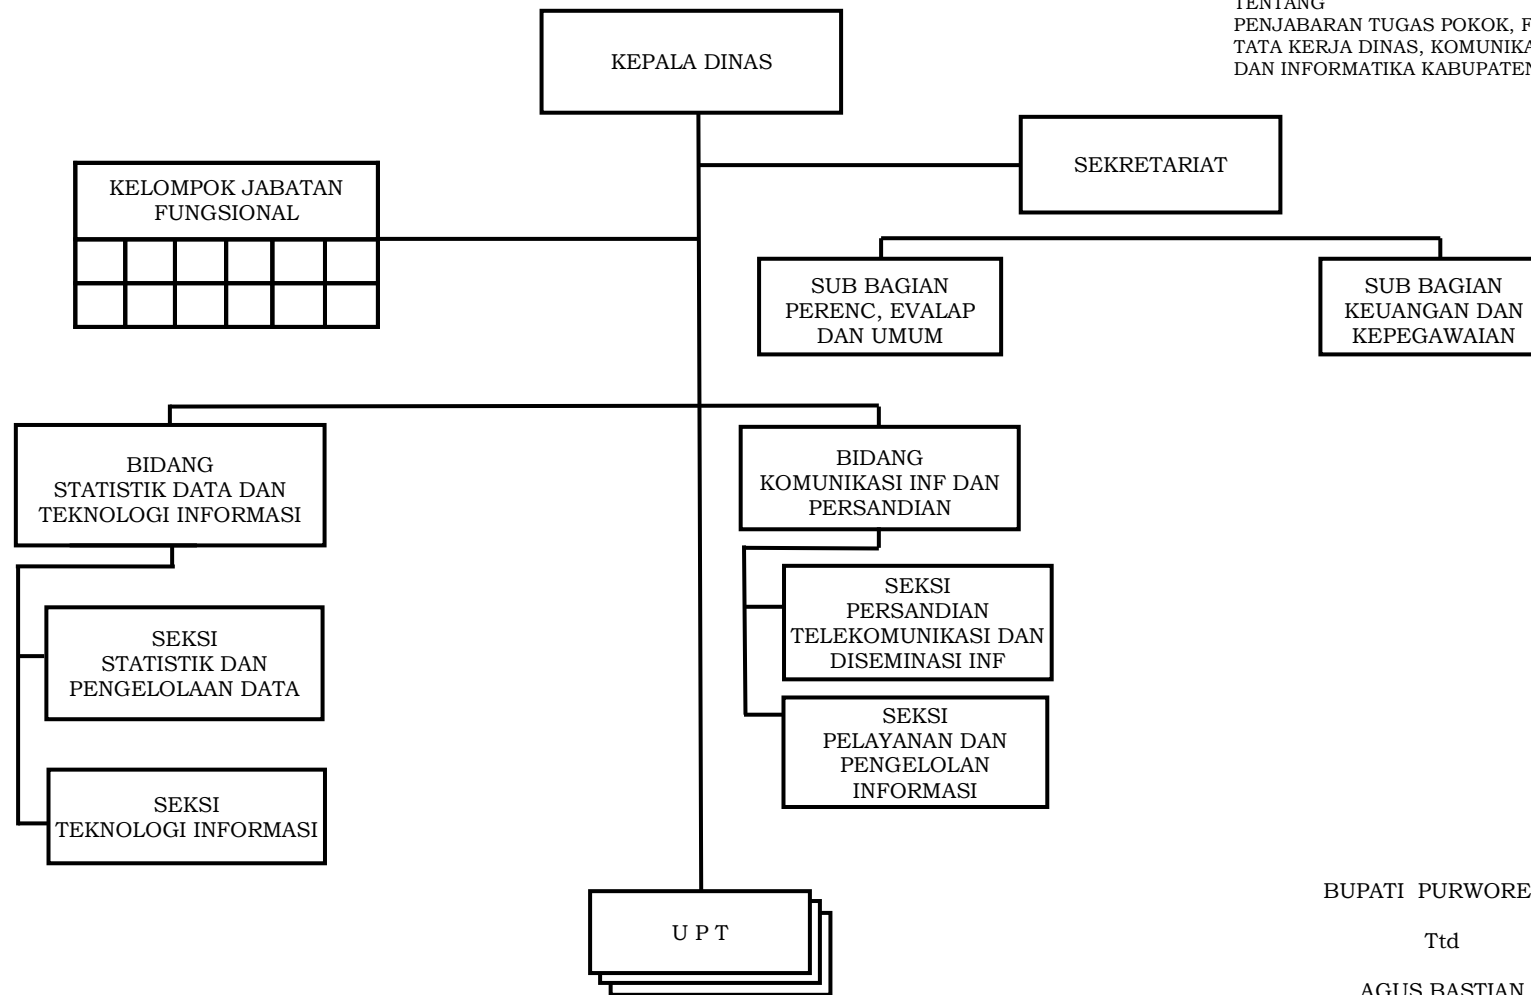 TENTANG
PENJABARAN TUGAS POKOK, F
TATA KERJA DINAS, KOMUNIKA
DAN INFORMATIKA KABUPATEN
KEPALA DINAS
SEKRETARIAT
KELOMPOK JABATAN
FUNGSIONAL
SUB BAGIAN
PERENC, EVALAP
DAN UMUM
SUB BAGIAN
KEUANGAN DAN
KEPEGAWAIAN
BIDANG
STATISTIK DATA DAN
TEKNOLOGI INFORMASI
BIDANG
KOMUNIKASI INF DAN
PERSANDIAN
SEKSI
STATISTIK DAN
PENGELOLAAN DATA
SEKSI
TEKNOLOGI INFORMASI
SEKSI
PERSANDIAN
TELEKOMUNIKASI DAN
DISEMINASI INF
SEKSI
PELAYANAN DAN
PENGELOLAN
INFORMASI
U P T
BUPATI PURWORE
Ttd
AGUS BASTIAN